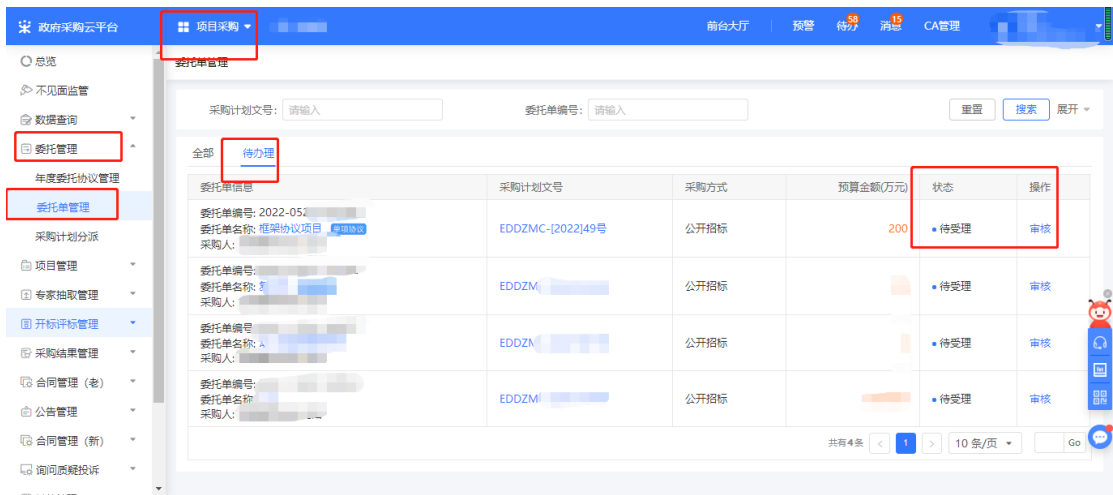 政府采购云平台
项目采购
前台大厅 预警 待办 58 消息 15 CA管理
总览
委托单管理
不见面监管
采购计划文号: 请输入 委托单编号: 请输入 重置 搜索 展开
数据查询
委托管理
全部 待办理
年度委托协议管理
委托单信息 采购计划文号 采购方式 预算金额(万元) 状态 操作
委托单管理
采购计划分派
委托单编号: 2022-052
委托单名称: 框架协议项目 单项协议
采购人:
EDDZMC-[2022]49号 公开招标 200 待受理 审核
项目管理
委托单编号:
委托单名称:
采购人:
EDDZM 公开招标 待受理 审核
专家抽取管理
开标评标管理
委托单编号
委托单名称:
采购人:
EDDZM 公开招标 待受理 审核
采购结果管理
合同管理（老）
委托单编号:
委托单名称
采购人:
EDDZM 公开招标 待受理 审核
公告管理
合同管理（新）
共有4条 < 1 > 10 条/页 Go
询问质疑投诉